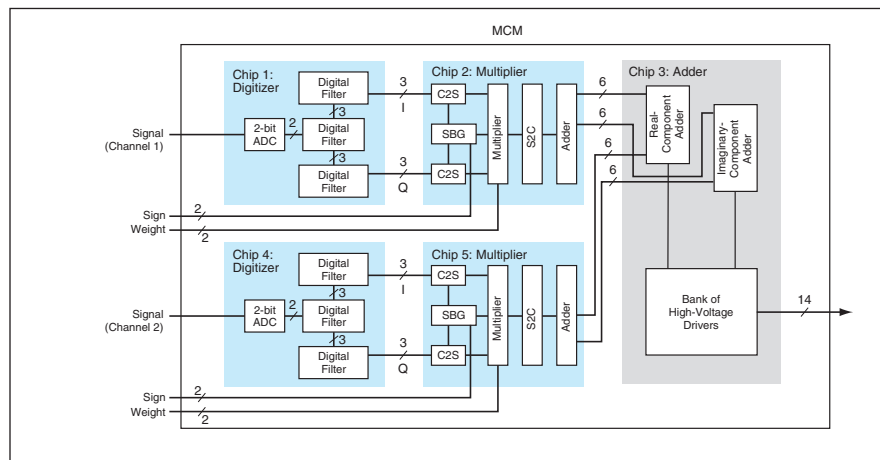 MCM
Chip 1:
Digitizer
Digital
Filter
3
I
Chip 2: Multiplier
C2S
6
Chip 3: Adder
Signal
(Channel 1)
2-bit
ADC
2
3
Digital
Filter
3
Digital
Filter
3
Q
SBG
C2S
Multiplier
S2C
Adder
6
6
6
Real-
Component
Adder
Imaginary-
Component
Adder
Sign
2
Weight
2
Chip 4:
Digitizer
Digital
Filter
3
I
Chip 5: Multiplier
C2S
Signal
(Channel 2)
2-bit
ADC
2
3
Digital
Filter
3
Digital
Filter
3
Q
SBG
C2S
Multiplier
S2C
Adder
Bank of
High-Voltage
Drivers
14
Sign
2
Weight
2